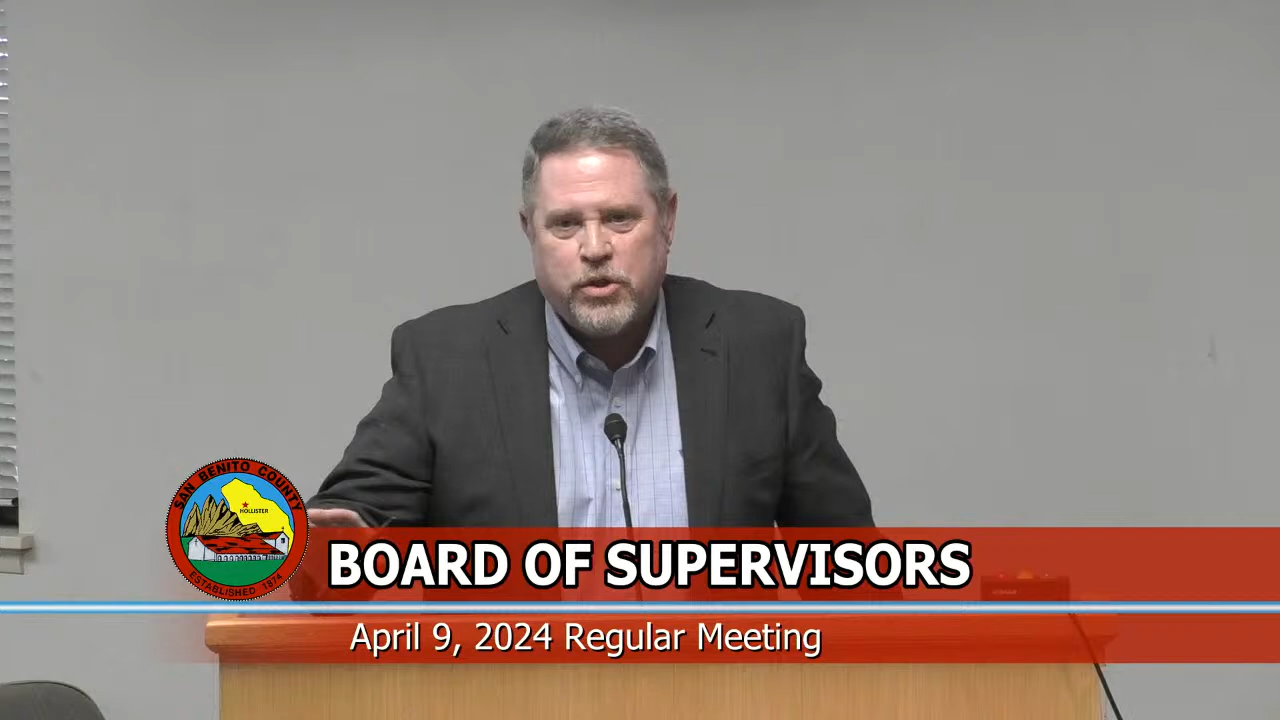 SAN BENITO COUNTY
HOLLISTER
ESTABLISHED 1874
BOARD OF SUPERVISORS
April 9, 2024 Regular Meeting